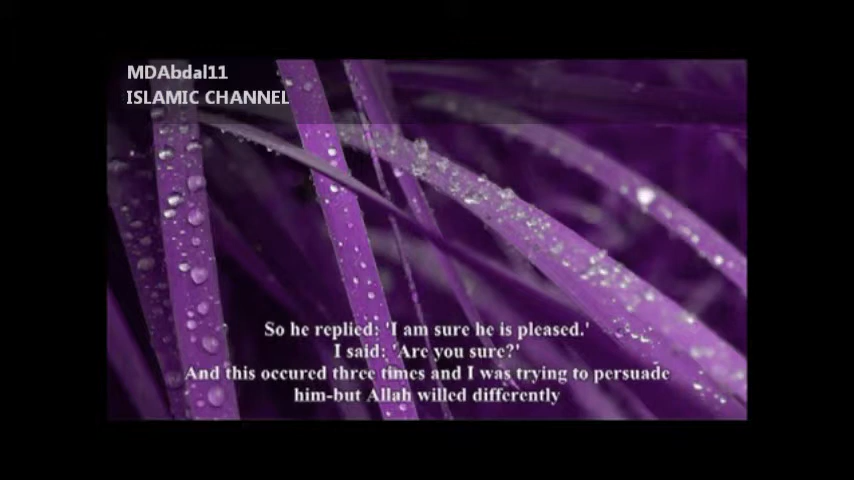 MDAbdal11
ISLAMIC CHANNEL
So he replied: 'I am sure he is pleased.'
I said: 'Are you sure?'
And this occured three times and I was trying to persuade
him-but Allah willed differently